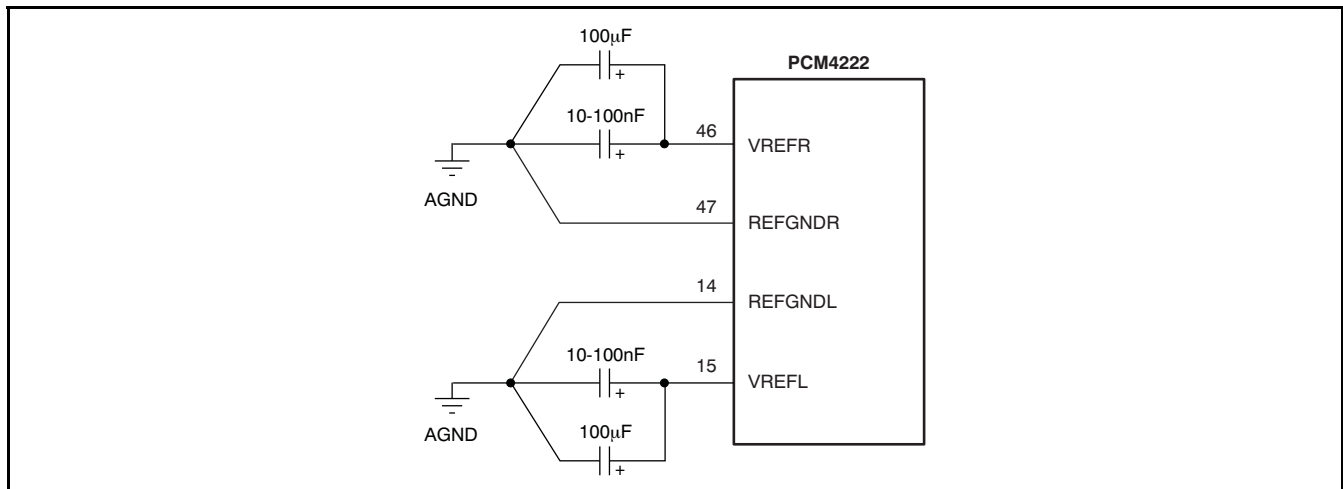 100μF
+
PCM4222
10-100nF
+
46
VREFR
AGND
47
REFGNDR
14
REFGNDL
10-100nF
+
15
VREFL
AGND
100μF
+